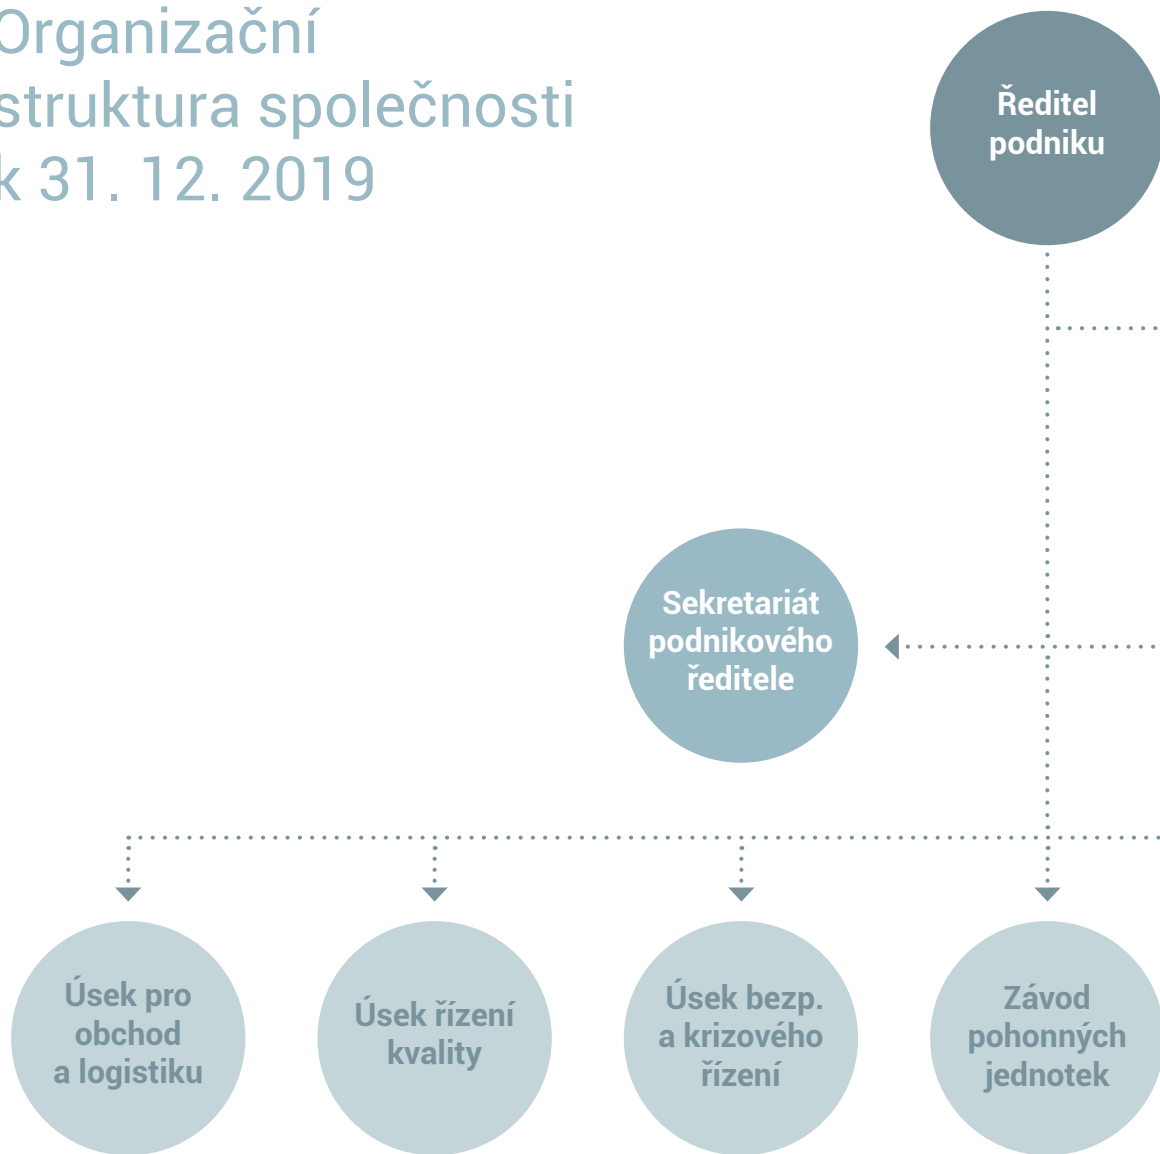 Organizační
struktura společnosti
k 31. 12. 2019
Ředitel
podniku
Sekretariát
podnikového
ředitele
Úsek pro
obchod
a logistiku
Úsek řízení
kvality
Úsek bezp.
a krizového
řízení
Závod
pohonných
jednotek